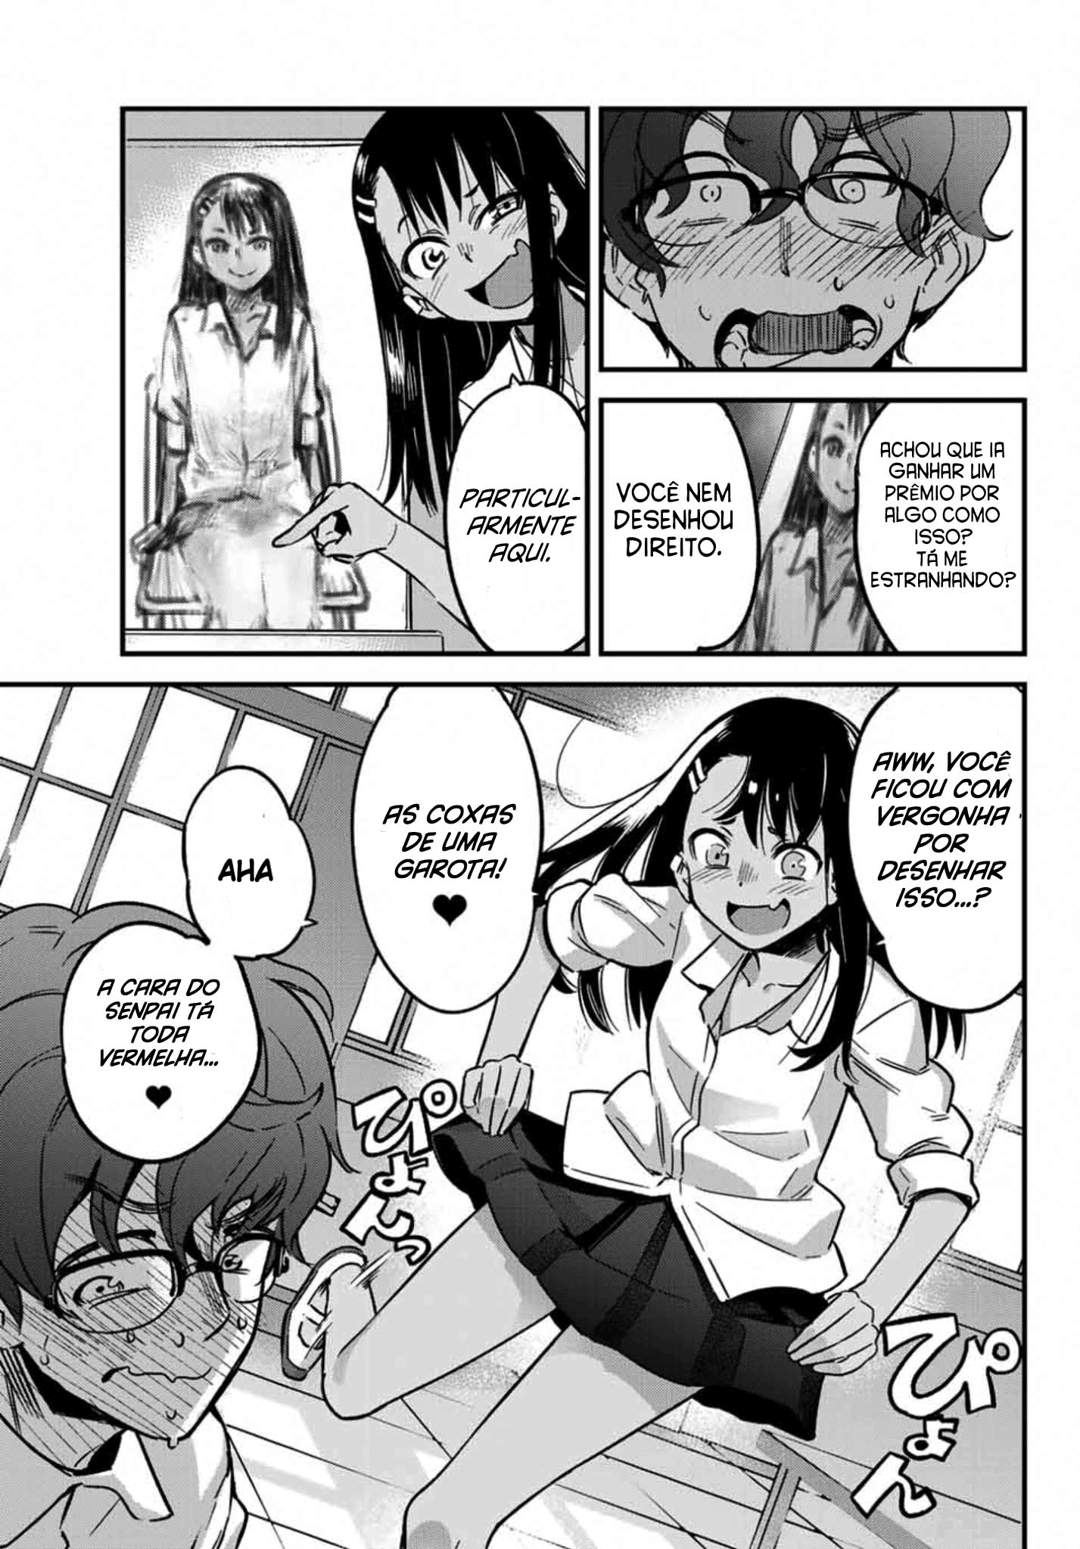 ACHOU QUE IA
GANHAR UM
PRÊMIO POR
ALGO COMO
ISSO?
TÁ ME
ESTRANHANDO?
VOCÊ NEM
DESENHOU
DIREITO.
PARTICUL-
ARMENTE
AQUI.
AWW, VOCÊ
FICOU COM
VERGONHA
POR
DESENHAR
ISSO...?
AS COXAS
DE UMA
GAROTA!
AHA
A CARA DO
SENPAI TÁ
TODA
VERMELHA...
ぴょんっ
ぴょん